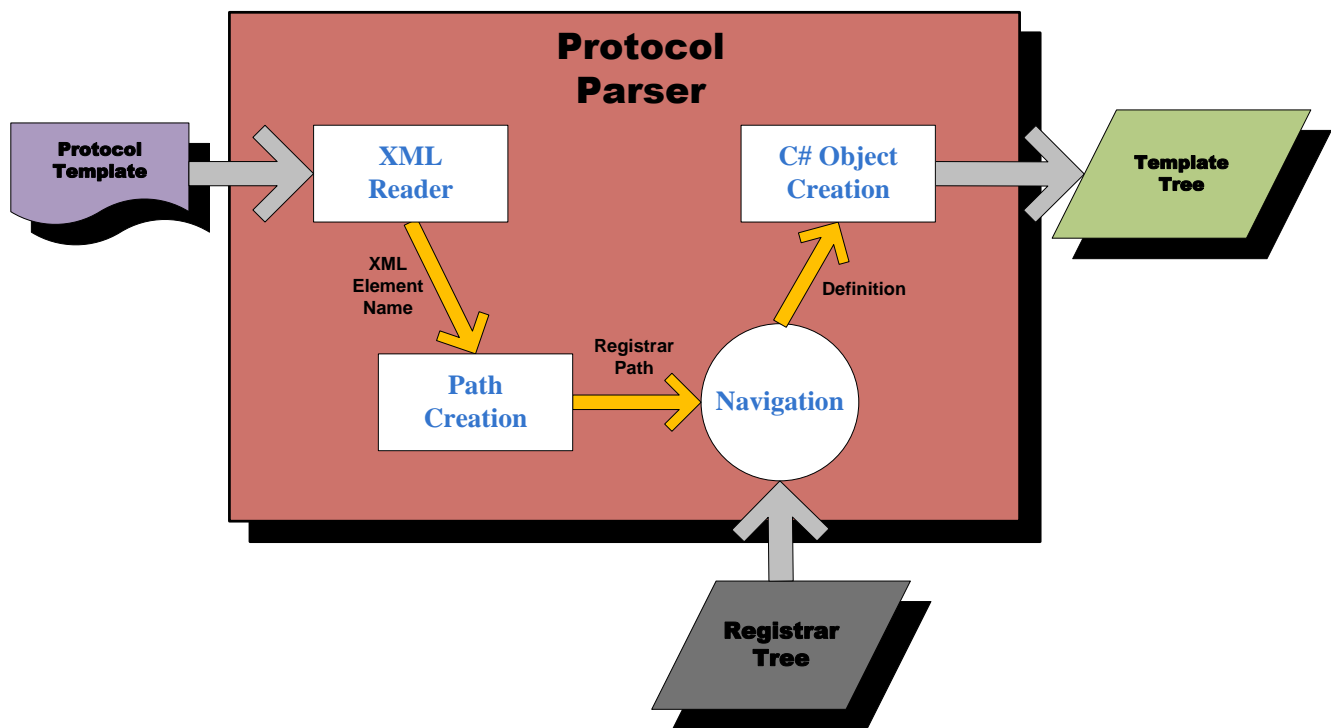 Protocol
Parser
Protocol
Template
XML
Reader
C# Object
Creation
Template
Tree
XML
Element
Name
Definition
Registrar
Path
Path
Creation
Navigation
Registrar
Tree